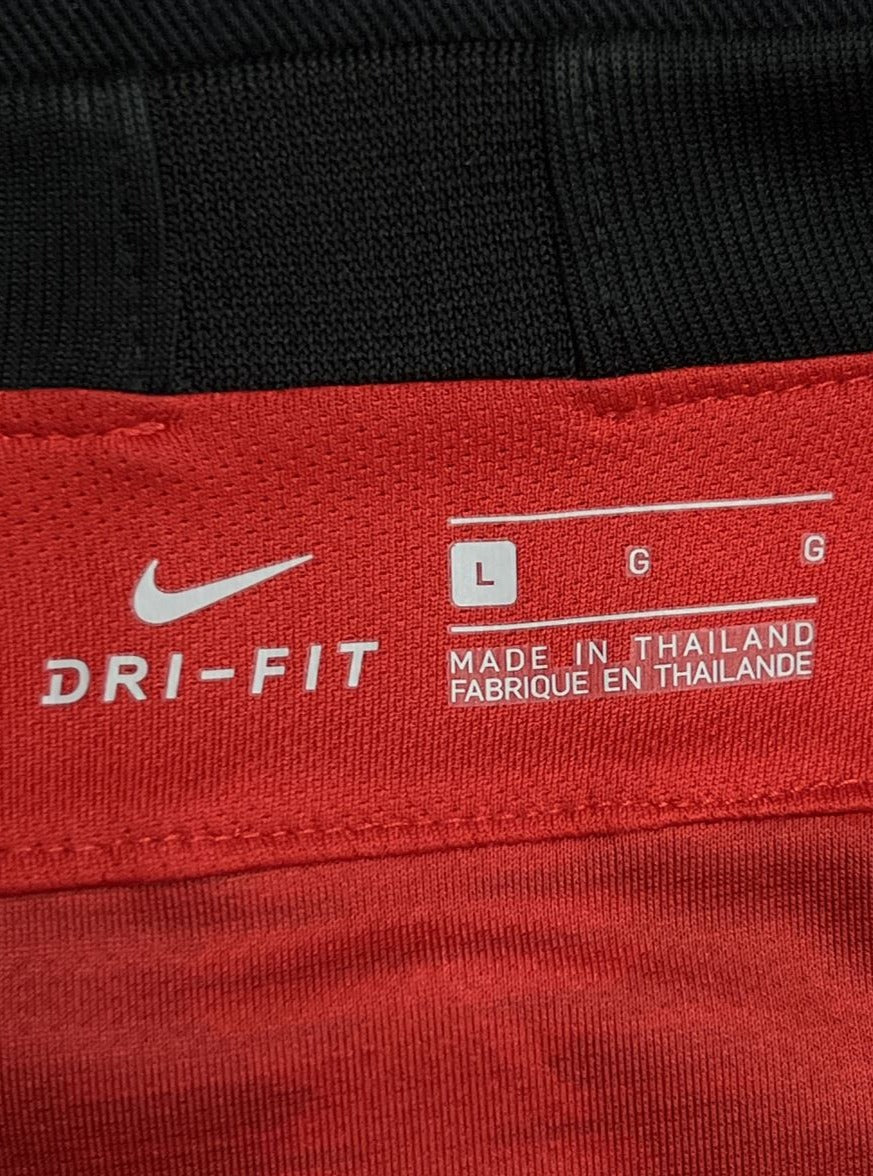 DRI-FIT
L G G
MADE IN THAILAND
FABRIQUE EN THAILANDE